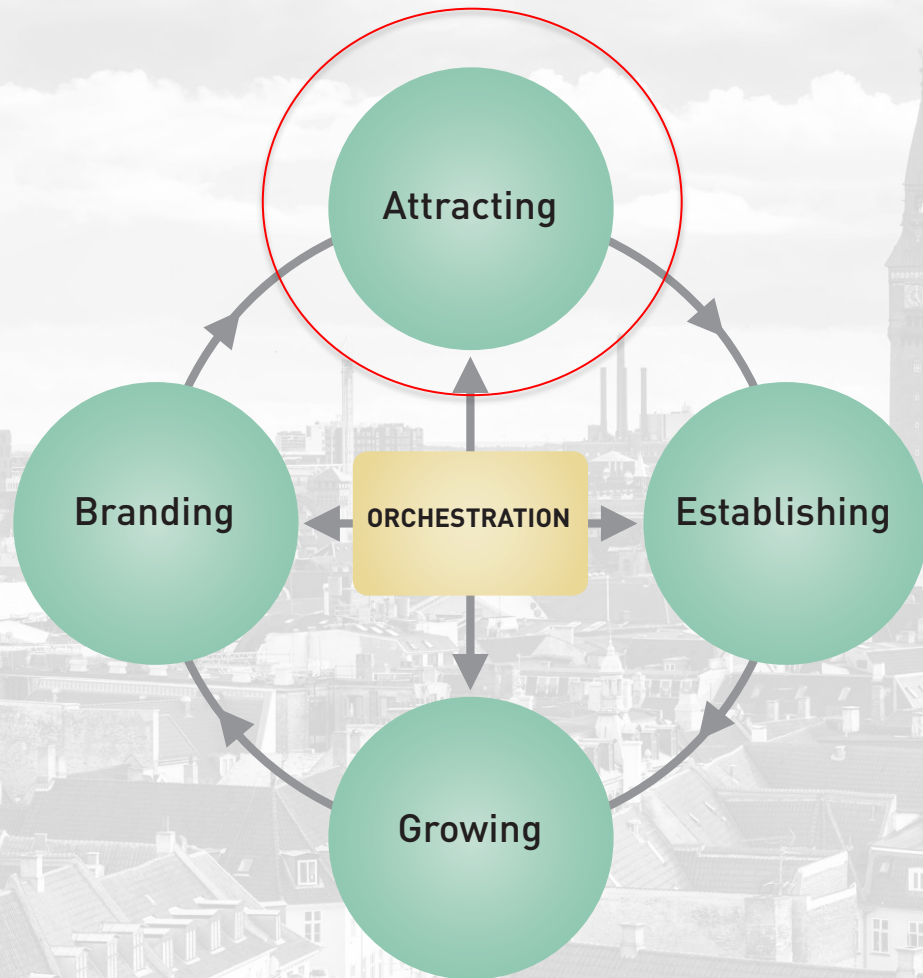 Attracting
Branding
ORCHESTRATION
Establishing
Growing